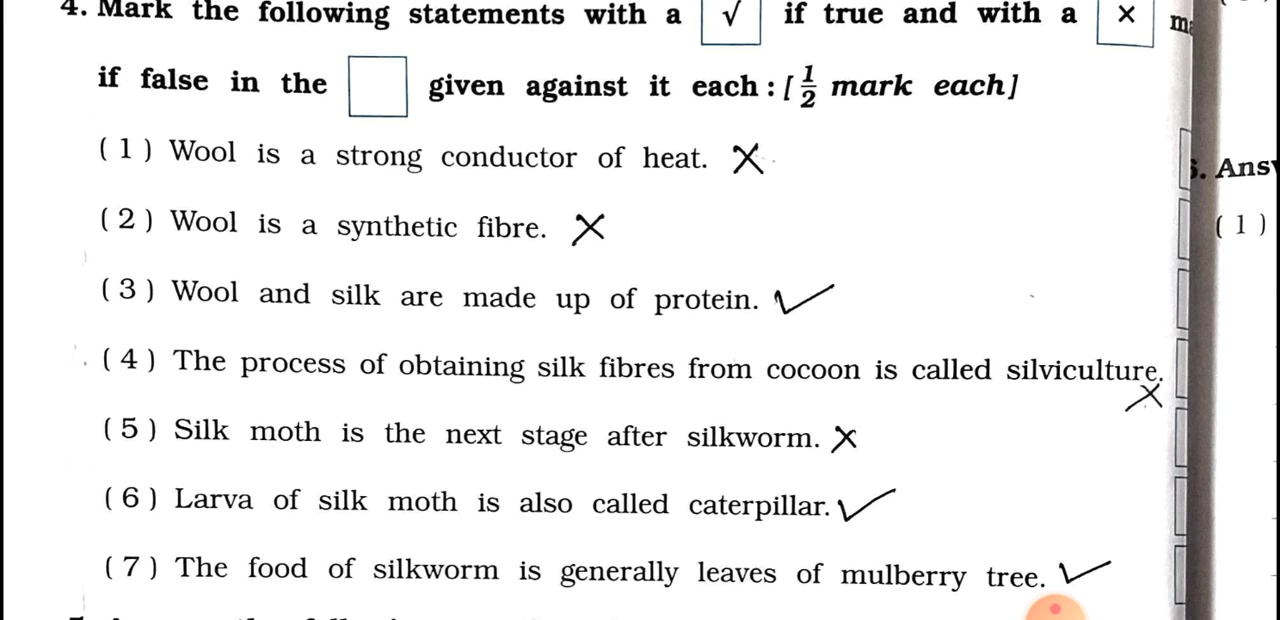 4. Mark the following statements with a √ if true and with a ×
if false in the given against it each : [ 1/2 mark each]
( 1 ) Wool is a strong conductor of heat. ×
( 2 ) Wool is a synthetic fibre. ×
( 3 ) Wool and silk are made up of protein. ✓
( 4 ) The process of obtaining silk fibres from cocoon is called silviculture. ×
( 5 ) Silk moth is the next stage after silkworm. ×
( 6 ) Larva of silk moth is also called caterpillar. ✓
( 7 ) The food of silkworm is generally leaves of mulberry tree. ✓
( 1 )